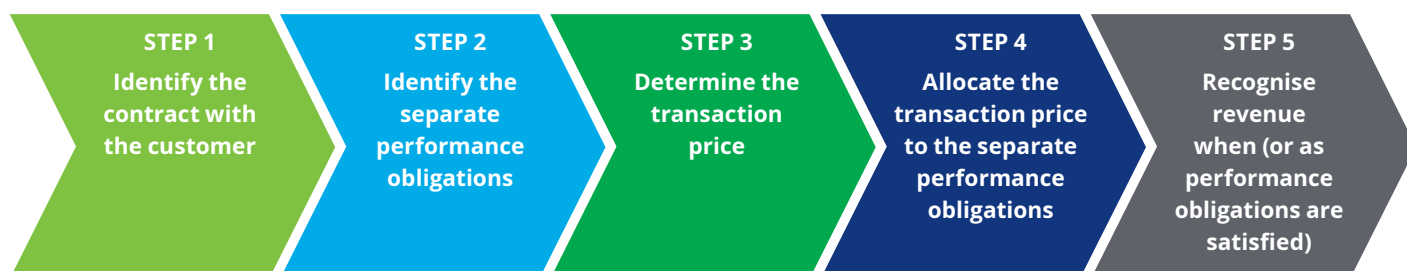 STEP 1
Identify the
contract with
the customer
STEP 2
Identify the
separate
performance
obligations
STEP 3
Determine the
transaction
price
STEP 4
Allocate the
transaction price
to the separate
performance
obligations
STEP 5
Recognise
revenue
when (or as
performance
obligations are
satisfied)